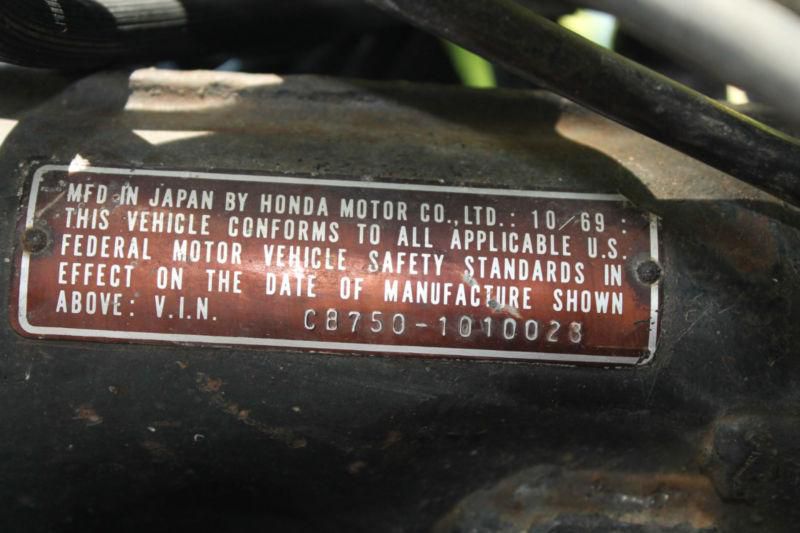 MFD IN JAPAN BY HONDA MOTOR CO., LTD.: 10/69:
THIS VEHICLE CONFORMS TO ALL APPLICABLE U.S.
FEDERAL MOTOR VEHICLE SAFETY STANDARDS IN
EFFECT ON THE DATE OF MANUFACTURE SHOWN
ABOVE: V.I.N. CB750-1010028